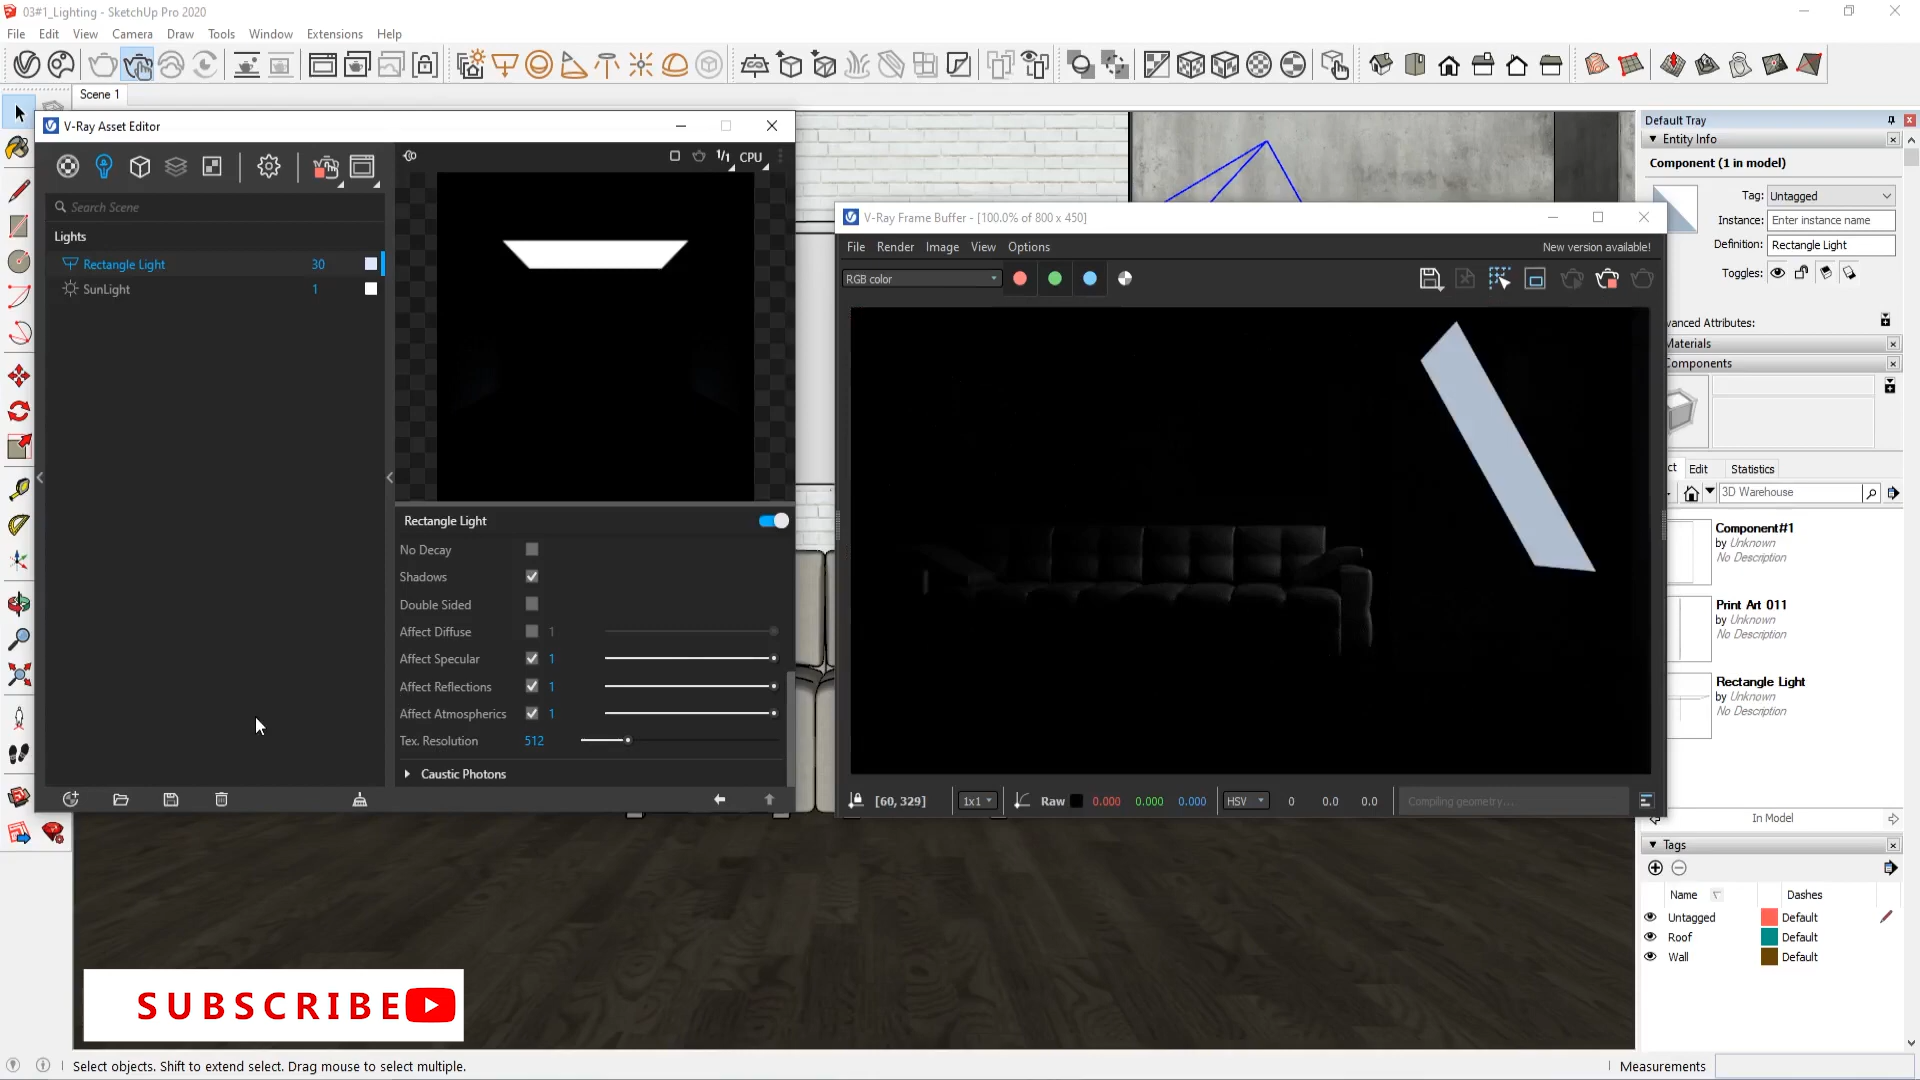 03#1_Lighting - SketchUp Pro 2020
File Edit View Camera Draw Tools Window Extensions Help
Scene 1
V-Ray Asset Editor
1/1 CPU
Search Scene
Lights
Rectangle Light 30
SunLight 1
Rectangle Light
No Decay
Shadows
Double Sided
Affect Diffuse 1
Affect Specular 1
Affect Reflections 1
Affect Atmospherics 1
Tex. Resolution 512
Caustic Photons
V-Ray Frame Buffer - [100.0% of 800 x 450]
File Render Image View Options New version available!
RGB color
[60, 329] 1x1 Raw 0.000 0.000 0.000 HSV 0 0.0 0.0 Compiling geometry...
Default Tray
Entity Info
Component (1 in model)
Tag: Untagged
Instance: Enter instance name
Definition: Rectangle Light
Toggles:
vanced Attributes:
Materials
Components
ct Edit Statistics
3D Warehouse
Component#1
by Unknown
No Description
Print Art 011
by Unknown
No Description
Rectangle Light
by Unknown
No Description
In Model
Tags
Name Dashes
Untagged Default
Roof Default
Wall Default
SUBSCRIBE
Select objects. Shift to extend select. Drag mouse to select multiple.
Measurements